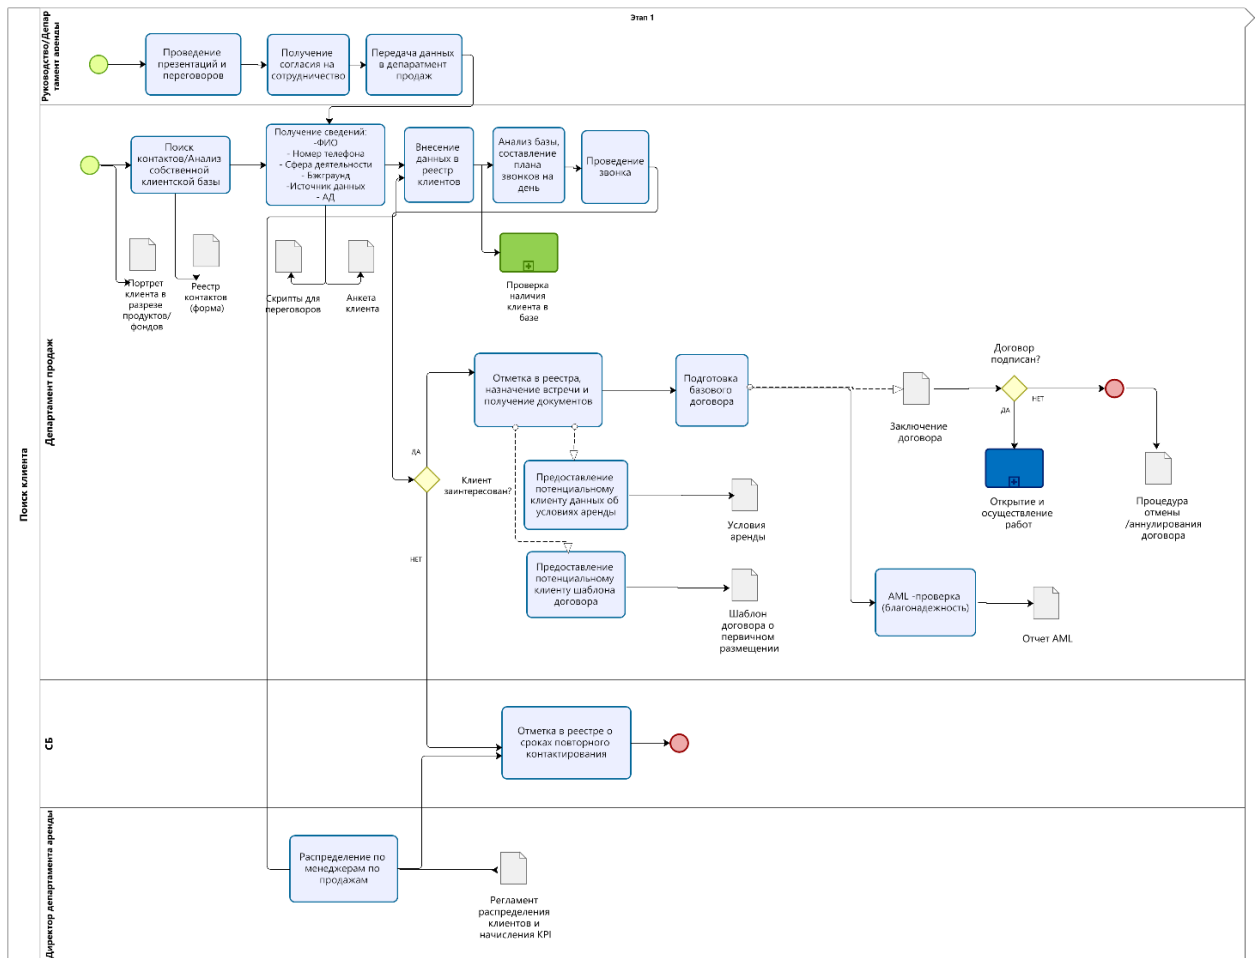 Этап 1
Поиск клиента
Руководство/Депар
тамент аренды
Проведение
презентаций и
переговоров
Получение
согласия на
сотрудничество
Передача данных
в департамент
продаж
Департамент продаж
Поиск
контактов/Анализ
собственной
клиентской базы
Получение сведений:
-ФИО
- Номер телефона
- Сфера деятельности
- Бэкграунд
-Источник данных
- АД
Внесение
данных в
реестр
клиентов
Анализ базы,
составление
плана
звонков на
день
Проведение
звонка
Портрет
клиента в
разрезе
продуктов/
фондов
Реестр
контактов
(форма)
Скрипты для
переговоров
Анкета
клиента
Проверка
наличия
клиента в
базе
Клиент
заинтересован?
ДА
НЕТ
Отметка в реестра,
назначение встречи и
получение документов
Подготовка
базового
договора
Заключение
договора
Договор
подписан?
ДА
НЕТ
Открытие и
осуществление
работ
Процедура
отмены
/аннулирования
договора
Предоставление
потенциальному
клиенту данных об
условиях аренды
Условия
аренды
Предоставление
потенциальному
клиенту шаблона
договора
Шаблон
договора о
первичном
размещении
AML -проверка
(благонадежность)
Отчет AML
СБ
Отметка в реестре о
сроках повторного
контактирования
Директор департамента аренды
Распределение по
менеджерам по
продажам
Регламент
распределения
клиентов и
начисления KPI